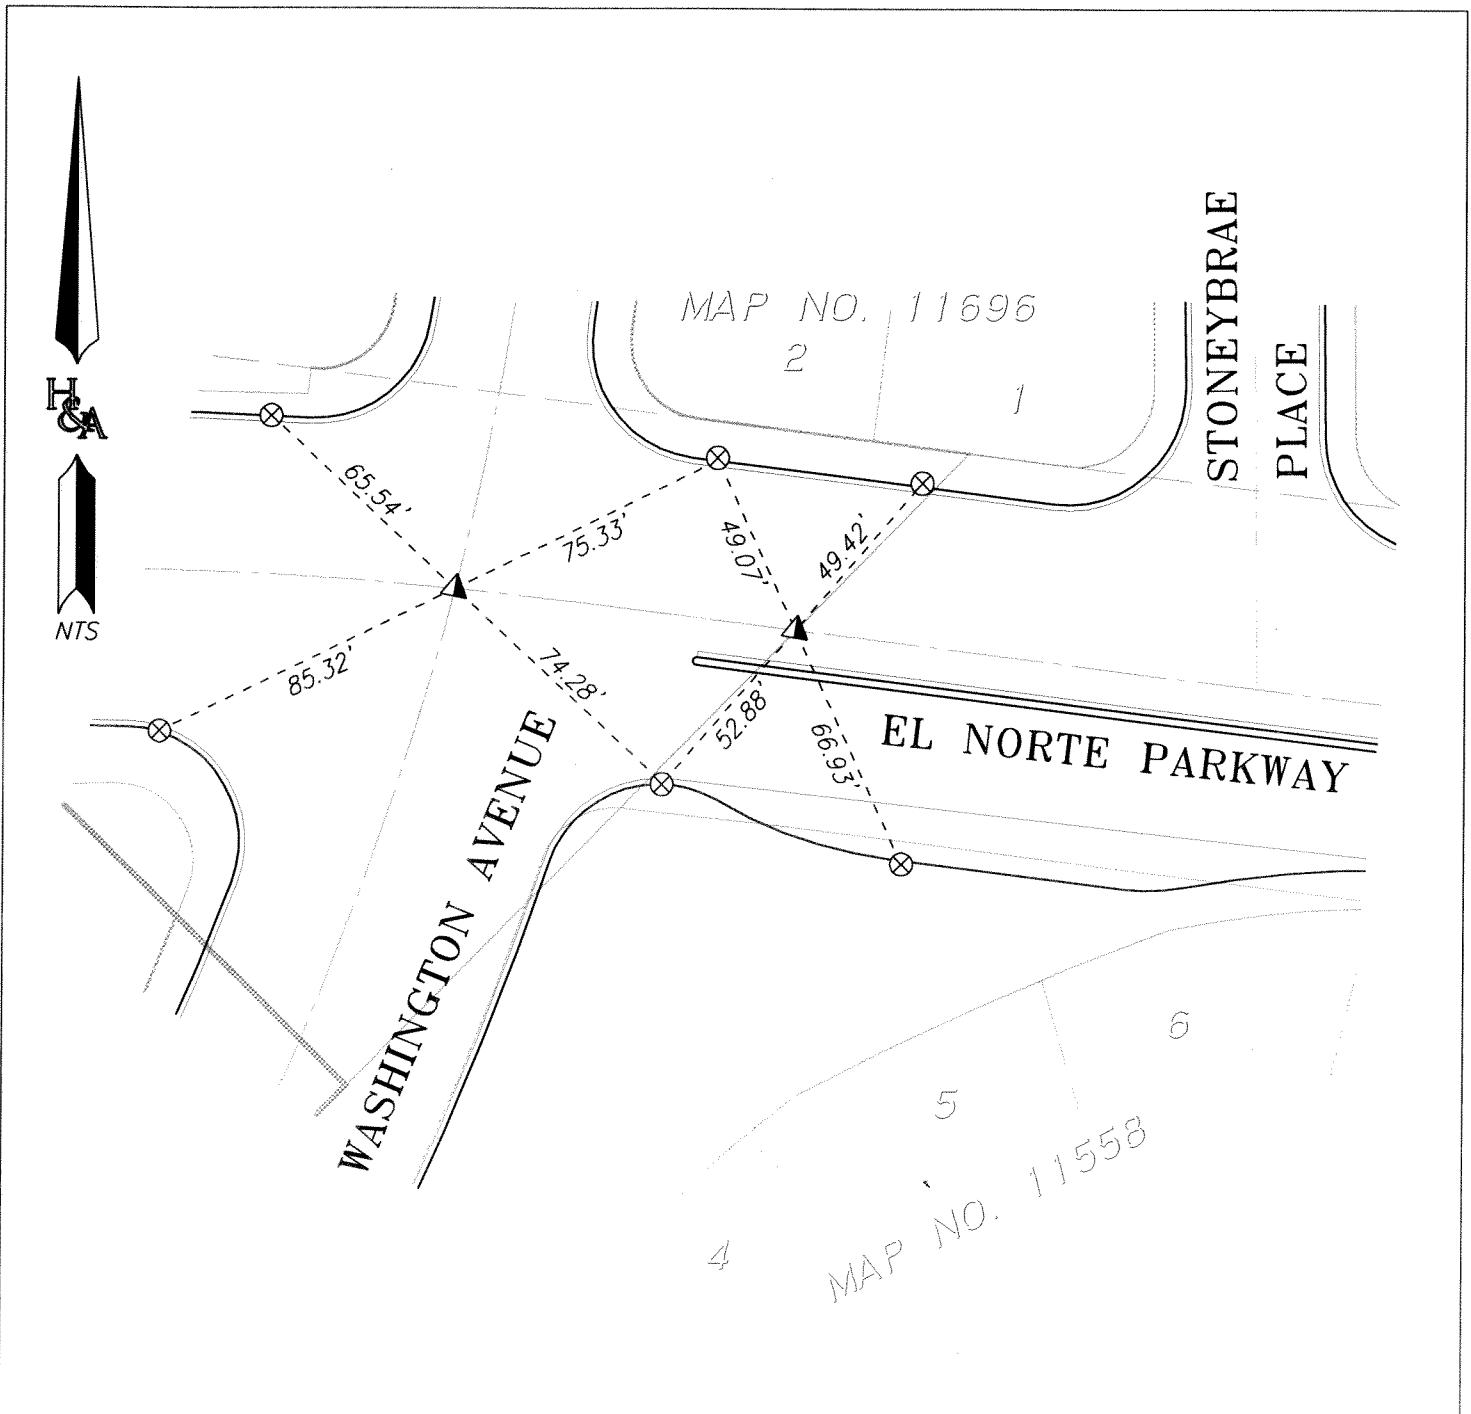 H&A
NTS
MAP NO. 11696
2
1
STONEYBRAE
PLACE
65.54'
75.33'
49.07'
49.42'
85.32'
74.28'
52.88'
66.93'
EL NORTE PARKWAY
WASHINGTON AVENUE
6
5
4
MAP NO. 11558